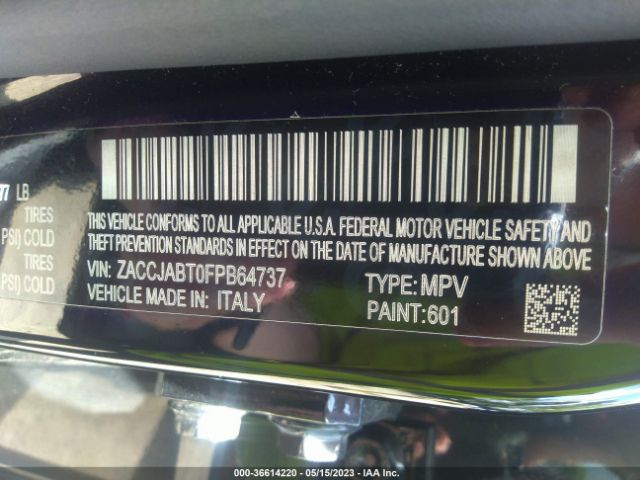 LB
TIRES
PSI) COLD
TIRES
PSI) COLD
THIS VEHICLE CONFORMS TO ALL APPLICABLE U.S.A. FEDERAL MOTOR VEHICLE SAFETY AND
THEFT PREVENTION STANDARDS IN EFFECT ON THE DATE OF MANUFACTURE SHOWN ABOVE
VIN: ZACCJABT0FPB64737 TYPE: MPV
VEHICLE MADE IN: ITALY PAINT:601
000-36614220 - 05/15/2023 - IAA Inc.